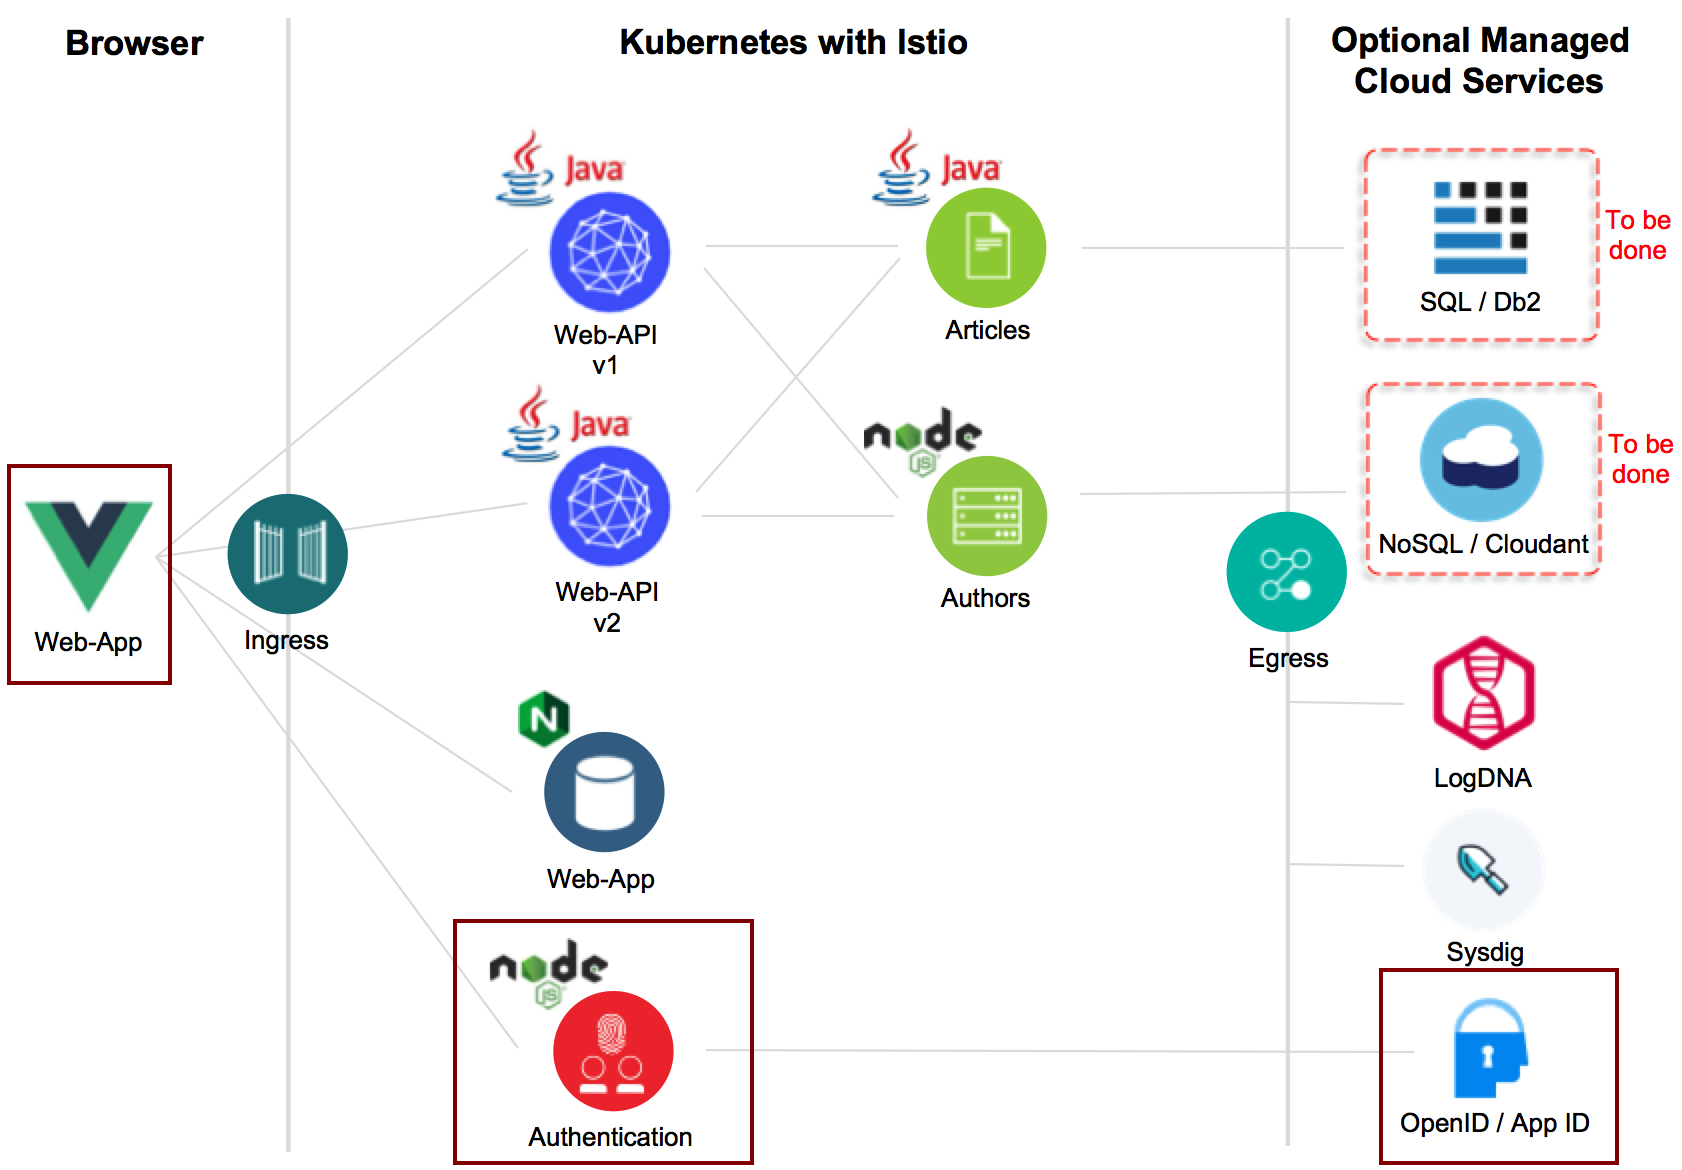 Browser
Kubernetes with Istio
Optional Managed
Cloud Services
Java
Java
To be
done
SQL / Db2
Web-API
v1
Articles
Java
node
JS
To be
done
NoSQL / Cloudant
Web-App
Ingress
Web-API
v2
Authors
Egress
N
LogDNA
Web-App
Sysdig
node
JS
Authentication
OpenID / App ID